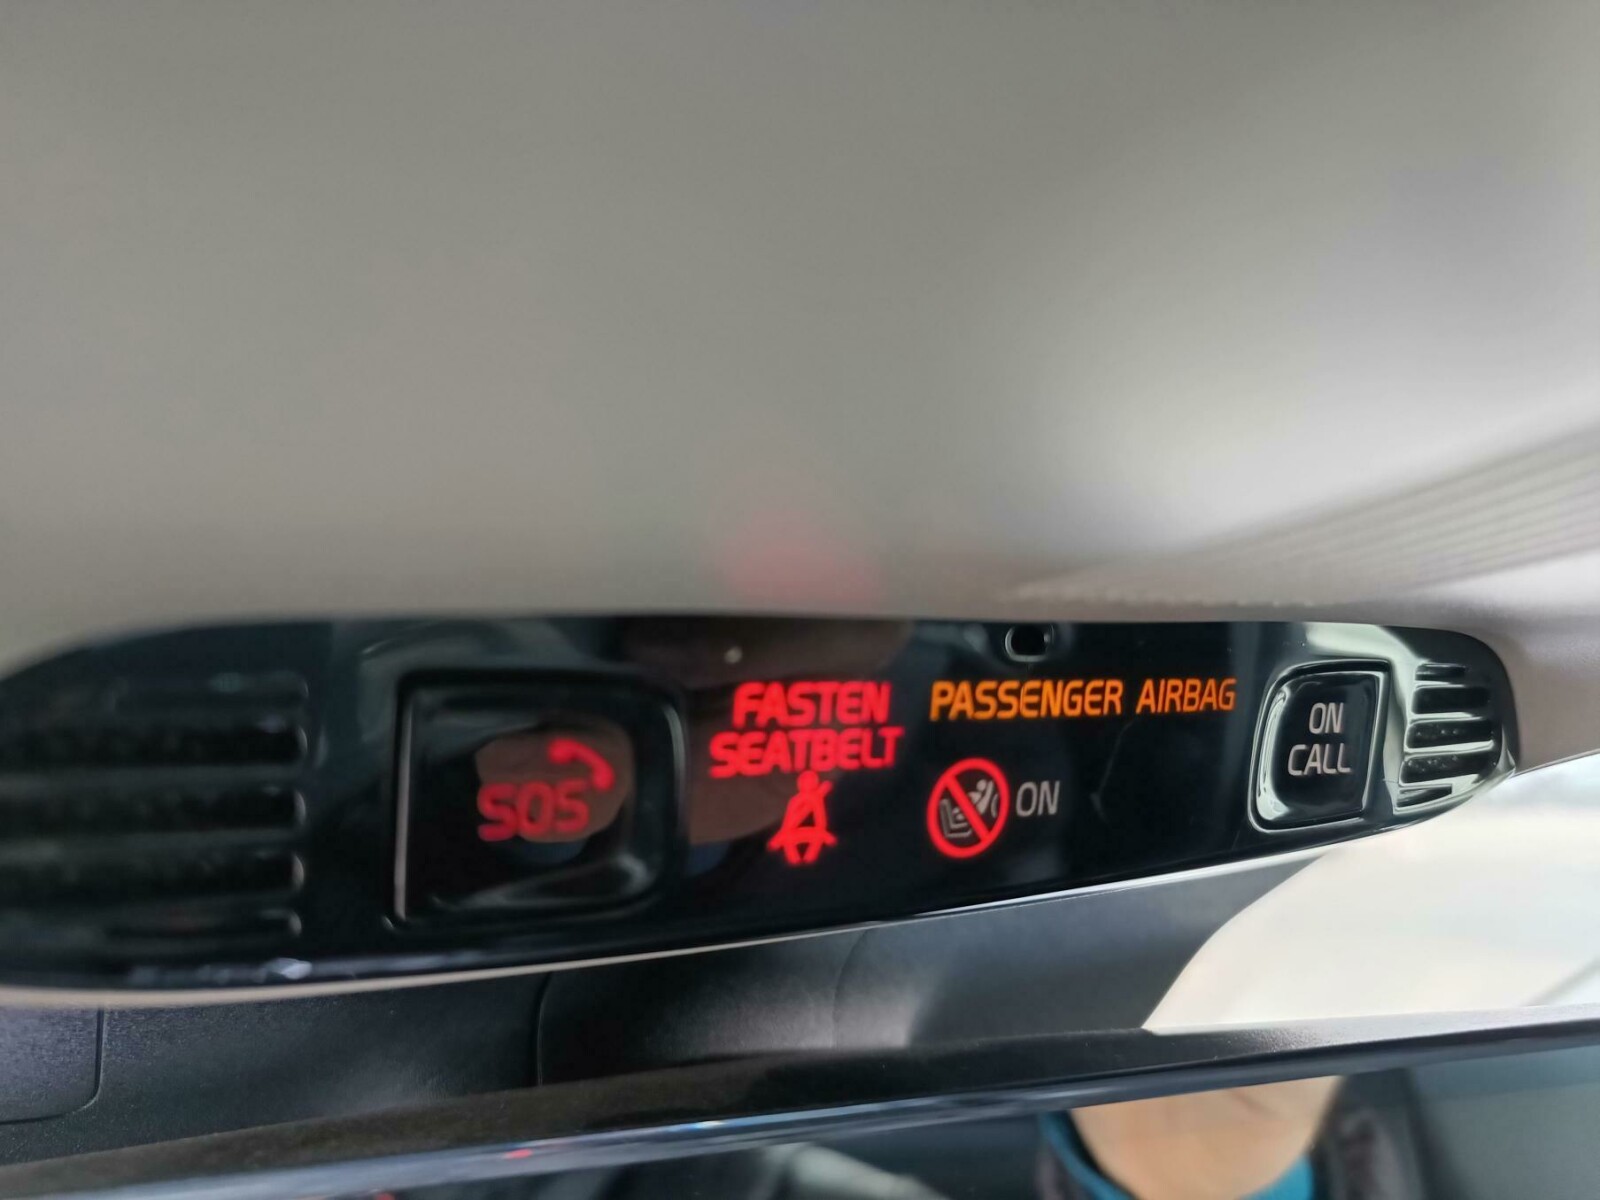 SOS
FASTEN
SEATBELT
PASSENGER AIRBAG
ON
ON
CALL